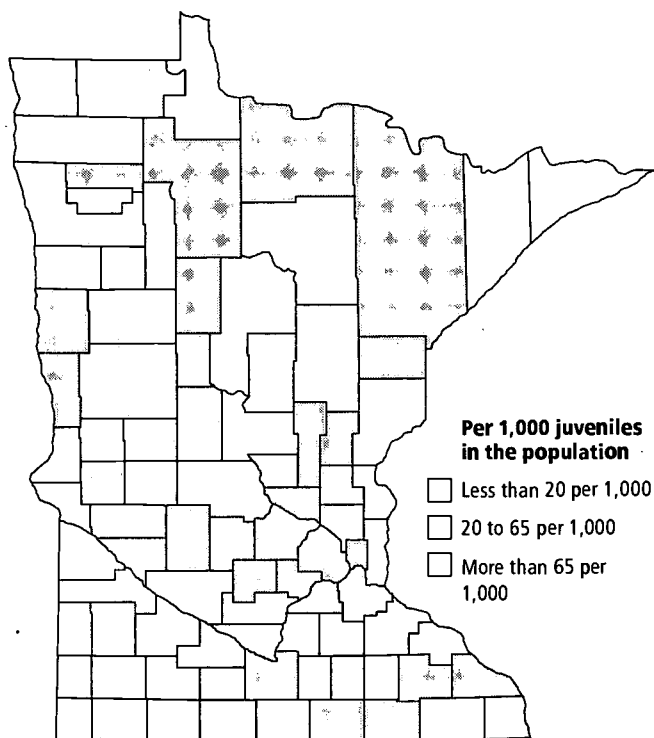 Per 1,000 juveniles
in the population
Less than 20 per 1,000
20 to 65 per 1,000
More than 65 per
1,000